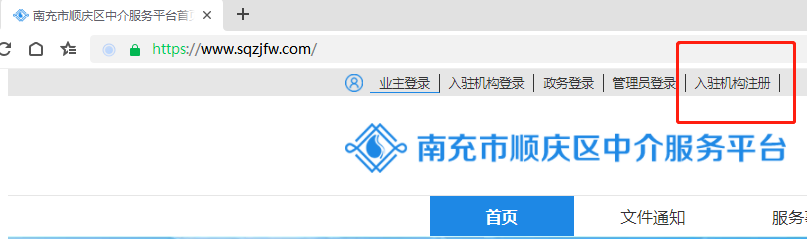 南充市顺庆区中介服务平台首
https://www.sqzjfw.com/
业主登录 入驻机构登录 政务登录 管理员登录 入驻机构注册
南充市顺庆区中介服务平台
首页 文件通知 服务